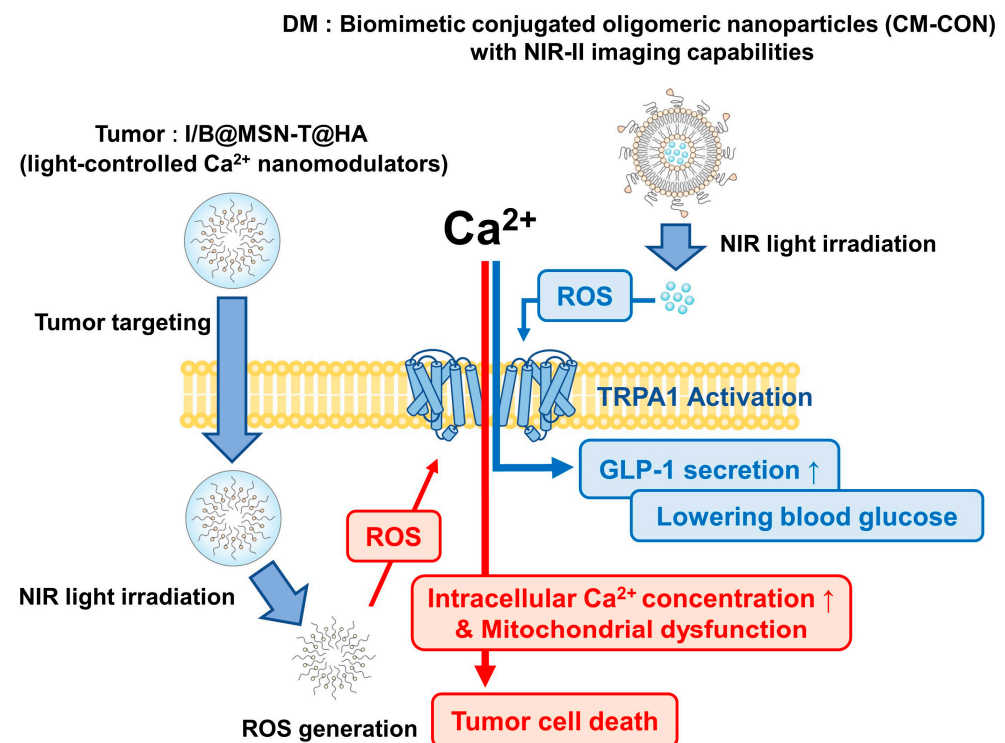 DM : Biomimetic conjugated oligomeric nanoparticles (CM-CON)
with NIR-II imaging capabilities
Tumor : I/B@MSN-T@HA
(light-controlled Ca²⁺ nanomodulators)
Ca²⁺
NIR light irradiation
ROS
Tumor targeting
TRPA1 Activation
GLP-1 secretion ↑
Lowering blood glucose
ROS
NIR light irradiation
Intracellular Ca²⁺ concentration ↑
& Mitochondrial dysfunction
ROS generation
Tumor cell death